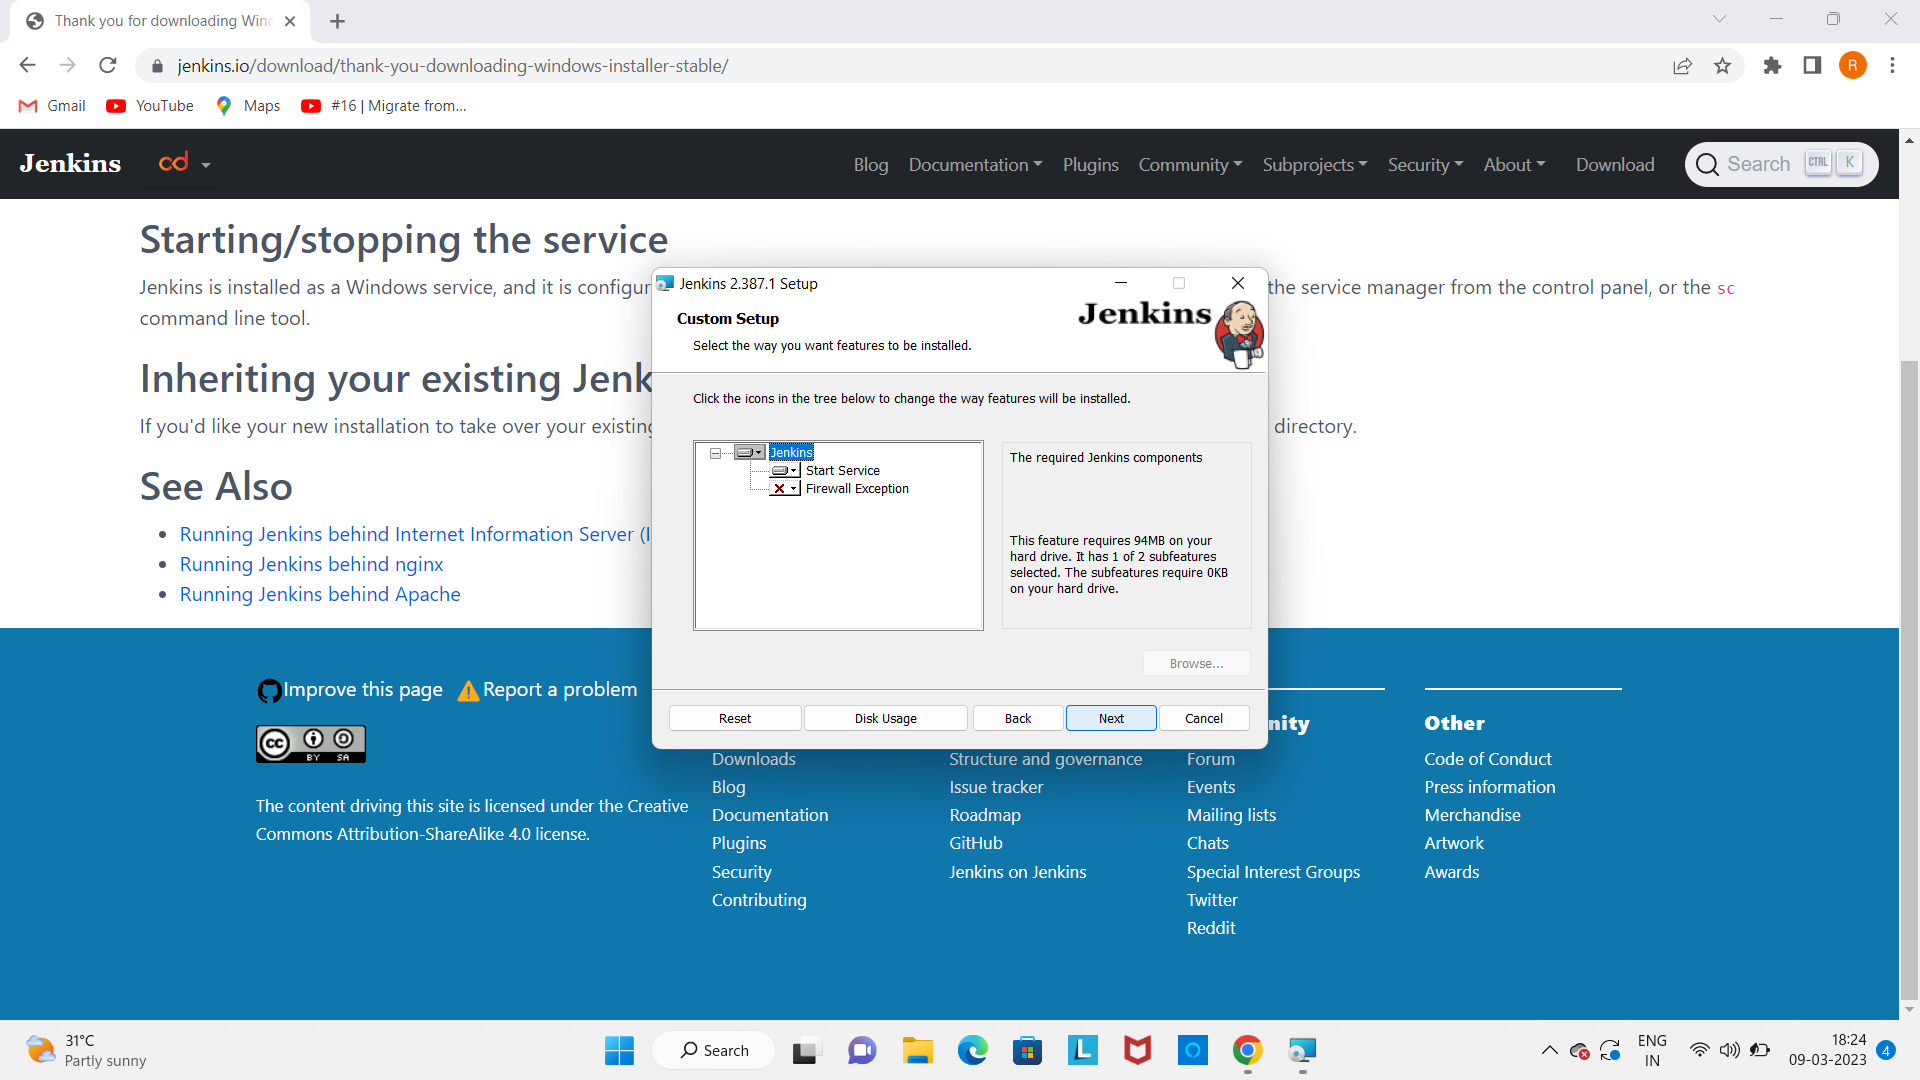 Thank you for downloading Wind
jenkins.io/download/thank-you-downloading-windows-installer-stable/
R
Gmail
YouTube
Maps
#16 | Migrate from...
Jenkins
cd
Blog
Documentation
Plugins
Community
Subprojects
Security
About
Download
Search
CTRL
K
Starting/stopping the service
Jenkins is installed as a Windows service, and it is configur
the service manager from the control panel, or the sc
command line tool.
Inheriting your existing Jenk
If you'd like your new installation to take over your existing
directory.
See Also
Running Jenkins behind Internet Information Server (I
Running Jenkins behind nginx
Running Jenkins behind Apache
Jenkins 2.387.1 Setup
Custom Setup
Jenkins
Select the way you want features to be installed.
Click the icons in the tree below to change the way features will be installed.
Jenkins
Start Service
Firewall Exception
The required Jenkins components
This feature requires 94MB on your
hard drive. It has 1 of 2 subfeatures
selected. The subfeatures require 0KB
on your hard drive.
Browse...
Reset
Disk Usage
Back
Next
Cancel
Improve this page
Report a problem
cc
BY SA
The content driving this site is licensed under the Creative
Commons Attribution-ShareAlike 4.0 license.
Downloads
Blog
Documentation
Plugins
Security
Contributing
Structure and governance
Issue tracker
Roadmap
GitHub
Jenkins on Jenkins
nity
Forum
Events
Mailing lists
Chats
Special Interest Groups
Twitter
Reddit
Other
Code of Conduct
Press information
Merchandise
Artwork
Awards
31°C
Partly sunny
Search
L
ENG
IN
18:24
09-03-2023
4